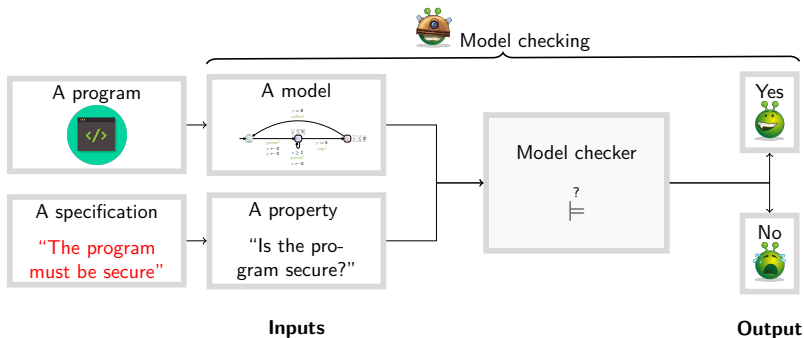 Model checking
A program
</>
A model
Yes
Model checker
?
⊨
A specification
“The program
must be secure”
A property
“Is the pro-
gram secure?”
No
Inputs
Output